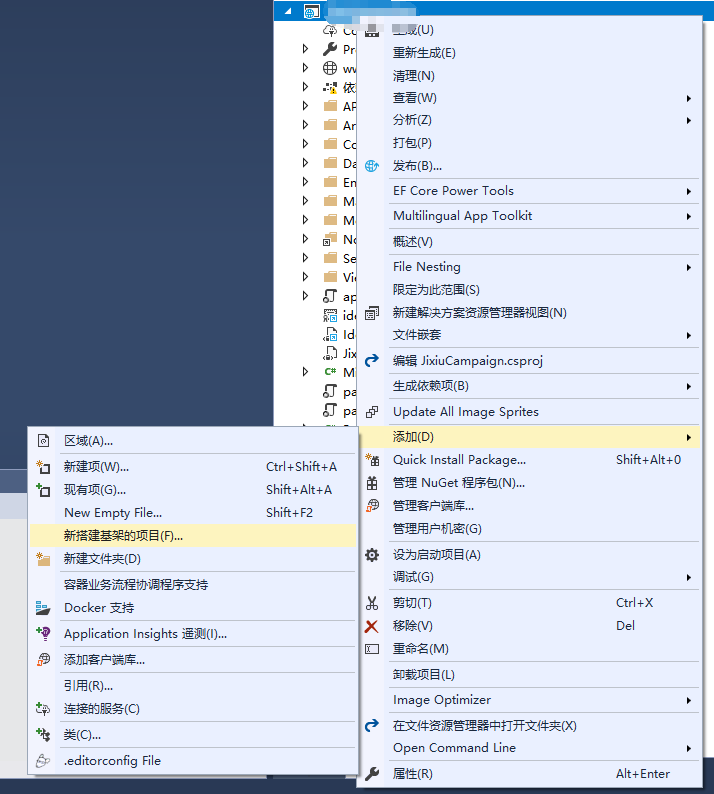 生成(U)
重新生成(E)
清理(N)
查看(W)
分析(Z)
打包(P)
发布(B)...
EF Core Power Tools
Multilingual App Toolkit
概述(V)
File Nesting
限定为此范围(S)
新建解决方案资源管理器视图(N)
文件嵌套
编辑 JixiuCampaign.csproj
生成依赖项(B)
Update All Image Sprites
添加(D)
Quick Install Package... Shift+Alt+0
管理 NuGet 程序包(N)...
管理客户端库...
管理用户机密(G)
设为启动项目(A)
调试(G)
剪切(T) Ctrl+X
移除(V) Del
重命名(M)
卸载项目(L)
Image Optimizer
在文件资源管理器中打开文件夹(X)
Open Command Line
属性(R) Alt+Enter
区域(A)...
新建项(W)... Ctrl+Shift+A
现有项(G)... Shift+Alt+A
New Empty File... Shift+F2
新搭建基架的项目(F)...
新建文件夹(D)
容器业务流程协调程序支持
Docker 支持
Application Insights 遥测(I)...
添加客户端库...
引用(R)...
连接的服务(C)
类(C)...
.editorconfig File
Co
Pr
ww
依
AP
Ar
Co
Da
En
Ma
Mo
No
Se
Vie
ap
ide
Ide
Jix
M
pa
pa